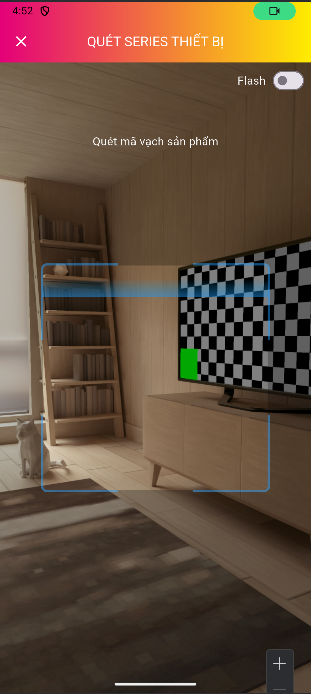 4:52
QUÉT SERIES THIẾT BỊ
Flash
Quét mã vạch sản phẩm